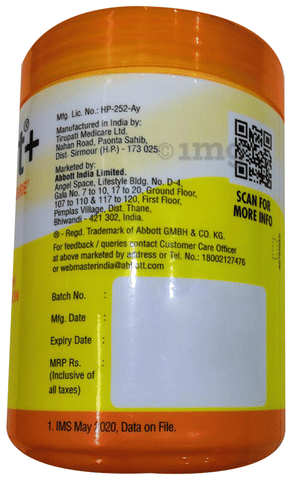 t+
®
Mfg. Lic. No.: HP-252-Ay
Manufactured in India by:
Tirupati Medicare Ltd.
Nahan Road, Paonta Sahib,
Dist- Sirmour (H.P.) - 173 025
Marketed by:
Abbott India Limited.
Angel Space, Lifestyle Bldg. No. D-4
Gala No. 7 to 10, 17 to 20, Ground Floor,
107 to 110 & 117 to 120, First Floor,
Pimplas Village, Dist. Thane,
Bhiwandi - 421 302, India.
® - Regd. Trademark of Abbott GMBH & CO. KG.
For feedback / queries contact Customer Care Officer
at above marketed by address or Tel. No.: 18002127476
or webmasterindia@abbott.com
SCAN FOR
MORE INFO
Batch No. :
Mfg. Date :
Expiry Date :
MRP Rs. :
(Inclusive of
all taxes)
1. IMS May 2020, Data on File.